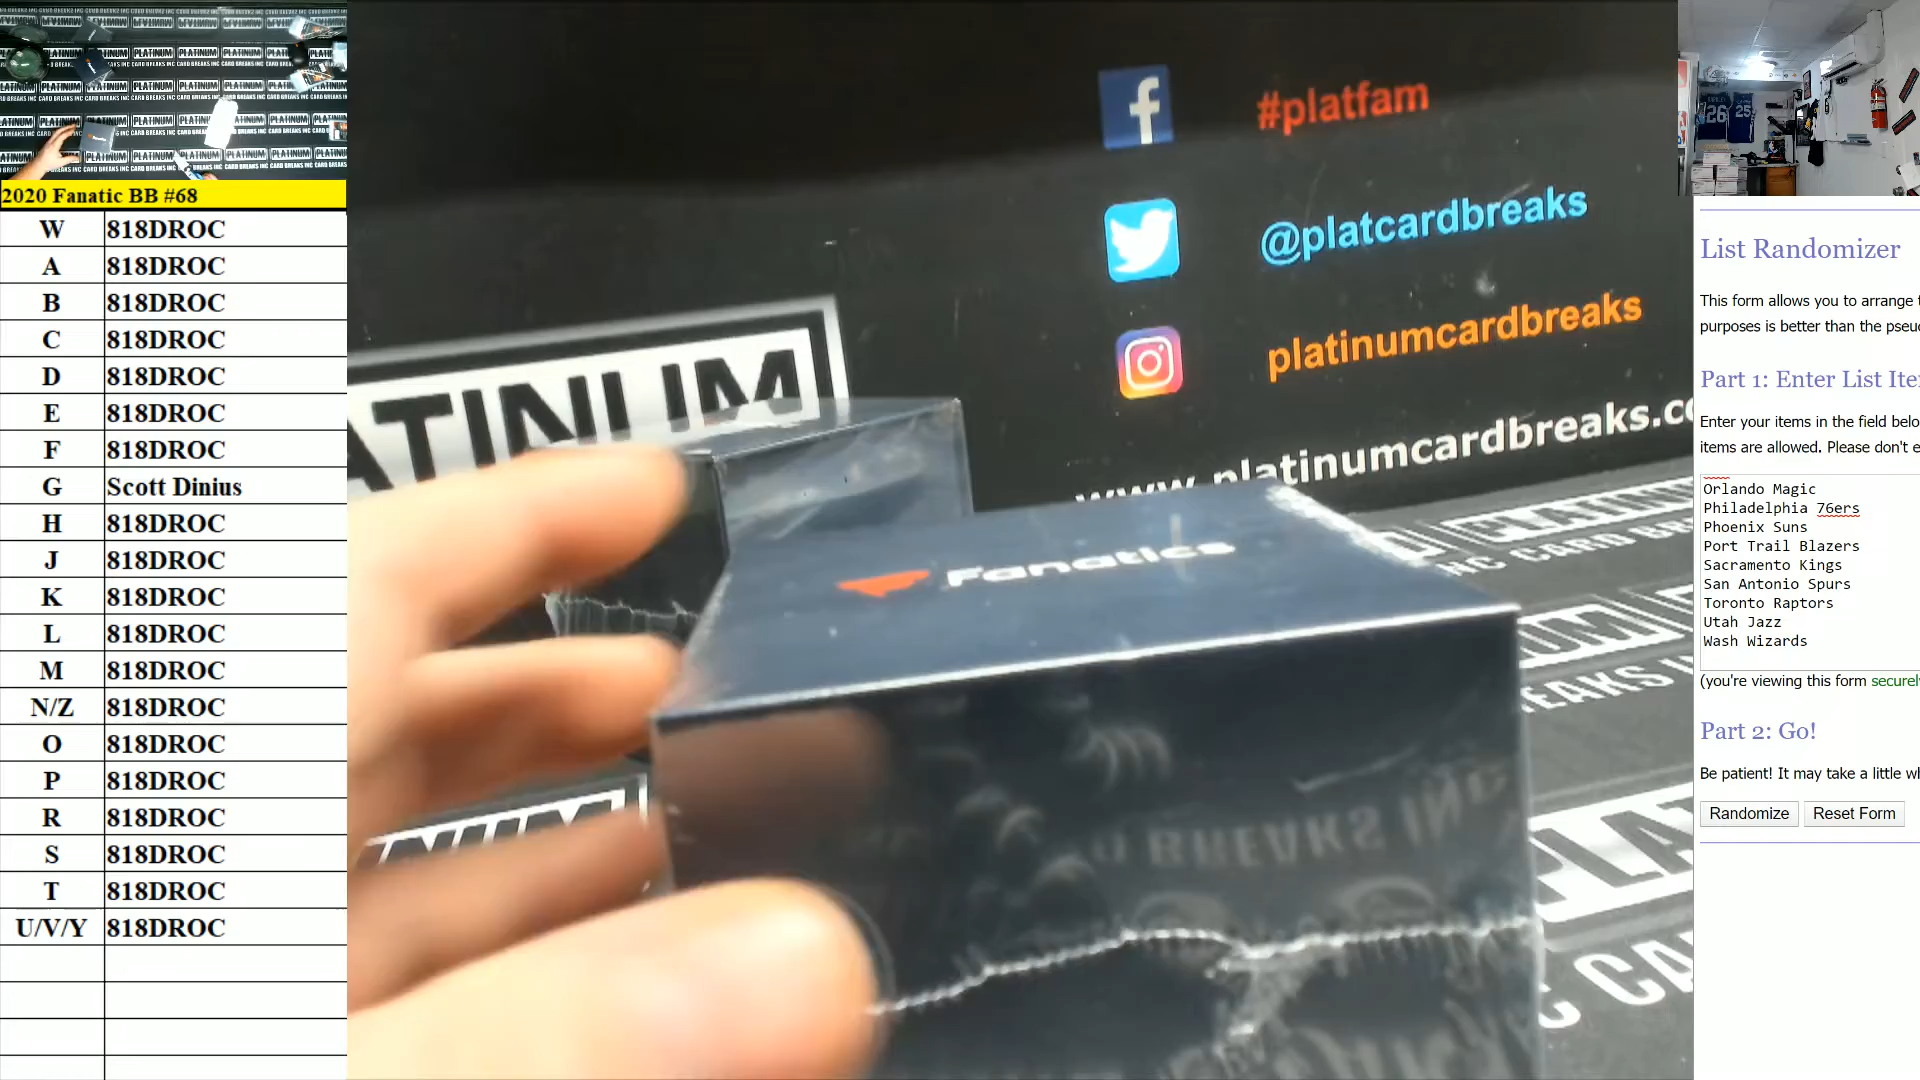 2020 Fanatic BB #68
W 818DROC
A 818DROC
B 818DROC
C 818DROC
D 818DROC
E 818DROC
F 818DROC
G Scott Dinius
H 818DROC
J 818DROC
K 818DROC
L 818DROC
M 818DROC
N/Z 818DROC
O 818DROC
P 818DROC
R 818DROC
S 818DROC
T 818DROC
U/V/Y 818DROC
#platfam
@platcardbreaks
platinumcardbreaks
www.platinumcardbreaks.co
ATINUM
Fanatics
List Randomizer
This form allows you to arrange
purposes is better than the
Part 1: Enter List
Enter your items in the field
items are allowed. Please don't
Orlando Magic
Philadelphia 76ers
Phoenix Suns
Port Trail Blazers
Sacramento Kings
San Antonio Spurs
Toronto Raptors
Utah Jazz
Wash Wizards
(you're viewing this form
Part 2: Go!
Be patient! It may take a little
Randomize Reset Form